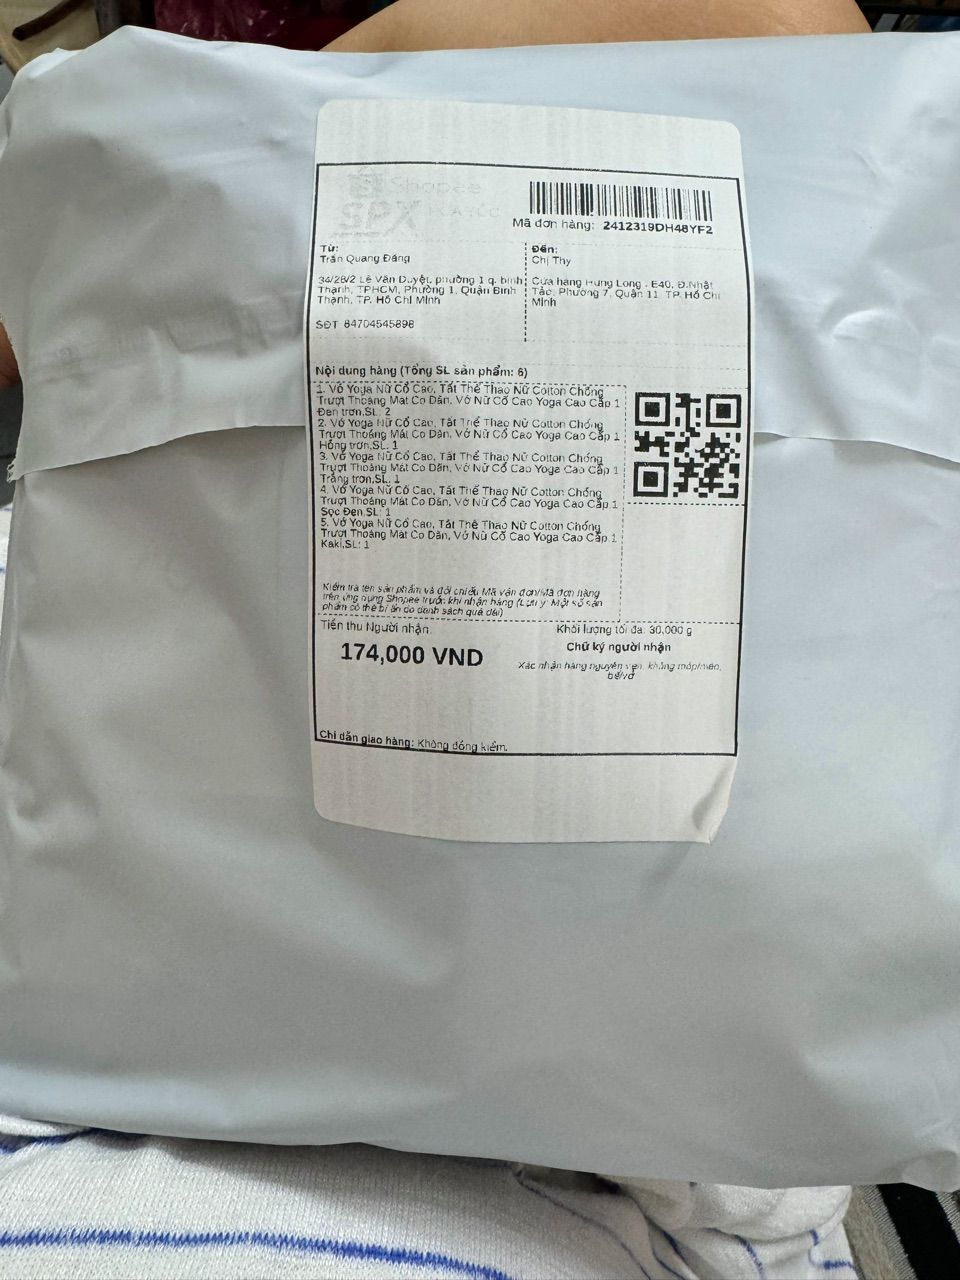 Shopee
SPX
Mã đơn hàng: 2412319DH48YF2
Từ:
Trần Quang Đăng
34/28/2 Lê Văn Duyệt, phường 1 q. bình
Thạnh, TPHCM, Phường 1, Quận Bình
Thạnh, TP. Hồ Chí Minh
SĐT 84704545898
Đến:
Chị Thy
Cửa hàng Hưng Long - E40, Đ.Nhật
Tảo, Phường 7, Quận 11, TP. Hồ Chí
Minh
Nội dung hàng (Tổng SL sản phẩm: 6)
1. Vớ Yoga Nữ Cổ Cao, Tất Thể Thao Nữ Cotton Chống
Trượt Thoáng Mát Co Dãn, Vớ Nữ Cổ Cao Yoga Cao Cấp 1
Đen trơn,SL: 2
2. Vớ Yoga Nữ Cổ Cao, Tất Thể Thao Nữ Cotton Chống
Trượt Thoáng Mát Co Dãn, Vớ Nữ Cổ Cao Yoga Cao Cấp 1
Hồng trơn,SL: 1
3. Vớ Yoga Nữ Cổ Cao, Tất Thể Thao Nữ Cotton Chống
Trượt Thoáng Mát Co Dãn, Vớ Nữ Cổ Cao Yoga Cao Cấp 1
Trắng trơn,SL: 1
4. Vớ Yoga Nữ Cổ Cao, Tất Thể Thao Nữ Cotton Chống
Trượt Thoáng Mát Co Dãn, Vớ Nữ Cổ Cao Yoga Cao Cấp 1
Sọc Đen,SL: 1
5. Vớ Yoga Nữ Cổ Cao, Tất Thể Thao Nữ Cotton Chống
Trượt Thoáng Mát Co Dãn, Vớ Nữ Cổ Cao Yoga Cao Cấp 1
Kaki,SL: 1
Kiểm tra tên sản phẩm và đối chiếu Mã vận đơn/Mã đơn hàng
trên ứng dụng Shopee trước khi nhận hàng (Lưu ý: Một số sản
phẩm có thể bị ẩn do danh sách quá dài)
Tiền thu Người nhận:
174,000 VND
Khối lượng tối đa: 30,000 g
Chữ ký người nhận
Xác nhận hàng nguyên vẹn, không móp/méo,
bể/vỡ
Chỉ dẫn giao hàng: Không đồng kiểm.